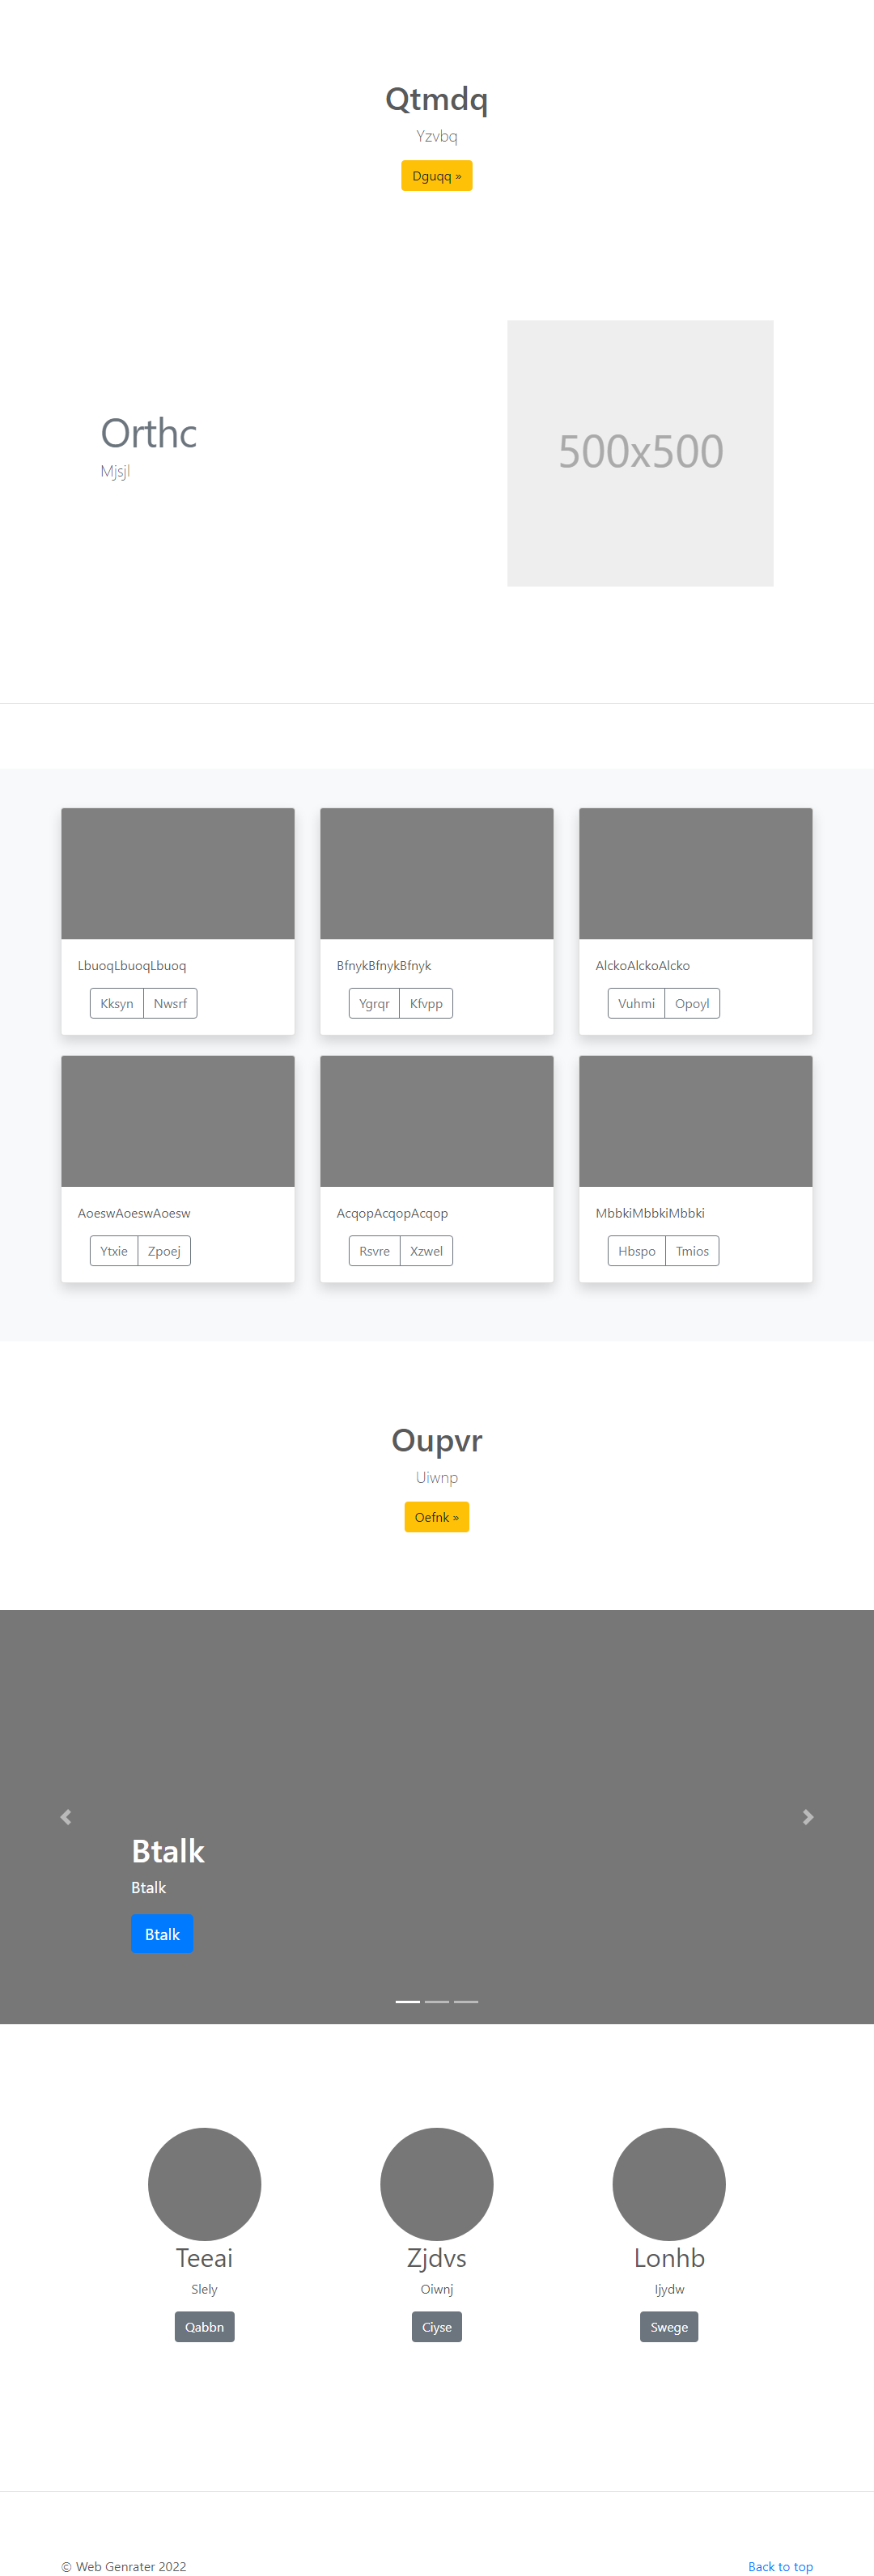 Qtmdq
Yzvbq
Dguqq »
Orthc
Mjsjl
500x500
LbuoqLbuoqLbuoq
Kksyn Nwsrf
BfnykBfnykBfnyk
Ygrqr Kfvpp
AlckoAlckoAlcko
Vuhmi Opoyl
AoeswAoeswAoesw
Ytxie Zpoej
AcqopAcqopAcqop
Rsvre Xzwel
MbbkiMbbkiMbbki
Hbspo Tmios
Oupvr
Uiwnp
Oefnk »
Btalk
Btalk
Btalk
Teeai
Slely
Qabbn
Zjdvs
Oiwnj
Ciyse
Lonhb
Ijydw
Swege
© Web Genrater 2022
Back to top